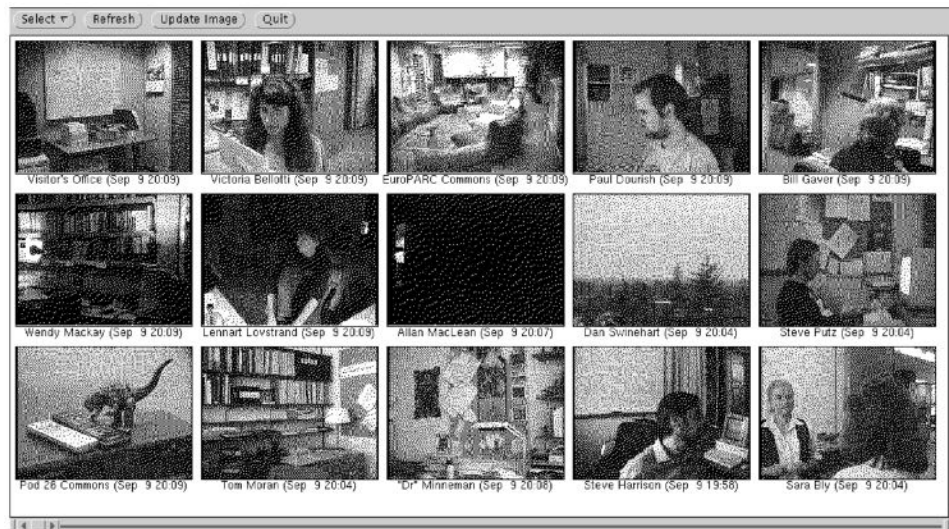 Select Refresh Update Image Quit
Visitor's Office (Sep 9 20:09) Victoria Bellotti (Sep 9 20:09) EuroPARC Commons (Sep 9 20:09) Paul Dourish (Sep 9 20:09) Bill Gaver (Sep 9 20:09)
Wendy Mackay (Sep 9 20:09) Lennart Lovstrand (Sep 9 20:09) Allan MacLean (Sep 9 20:07) Dan Swinehart (Sep 9 20:04) Steve Putz (Sep 9 20:04)
Pod 26 Commons (Sep 9 20:09) Tom Moran (Sep 9 20:04) "Dr" Minneman (Sep 9 20:08) Steve Harrison (Sep 9 19:58) Sara Bly (Sep 9 20:04)